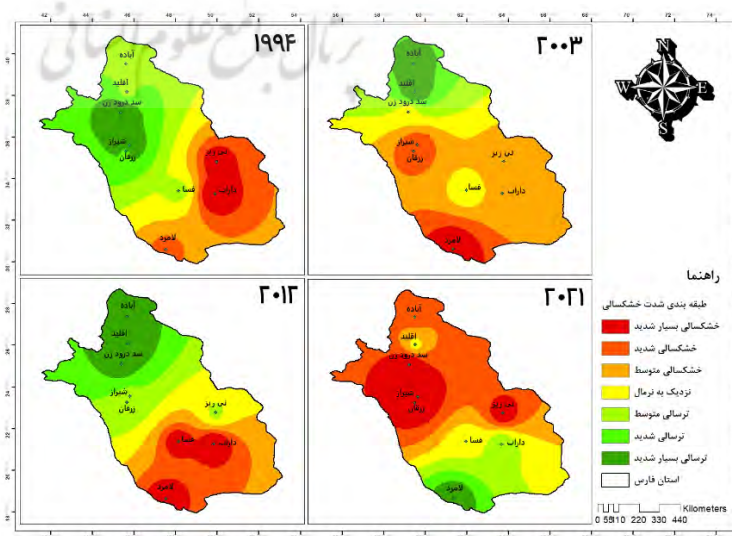 ۱۹۹۴
آباده
اقلید
سد درود زن
شیراز
زرقان
نی ریز
فسا
داراب
لامرد
۲۰۰۳
آباده
اقلید
سد درود زن
شیراز
زرقان
نی ریز
فسا
داراب
لامرد
N
W E
S
۲۰۱۲
آباده
اقلید
سد درود زن
شیراز
زرقان
نی ریز
فسا
داراب
لامرد
۲۰۲۱
آباده
اقلید
سد درود زن
شیراز
زرقان
نی ریز
فسا
داراب
لامرد
راهنما
طبقه بندی شدت خشکسالی
خشکسالی بسیار شدید
خشکسالی شدید
خشکسالی متوسط
نزدیک به نرمال
ترسالی متوسط
ترسالی شدید
ترسالی بسیار شدید
استان فارس
Kilometers
0 55 110 220 330 440